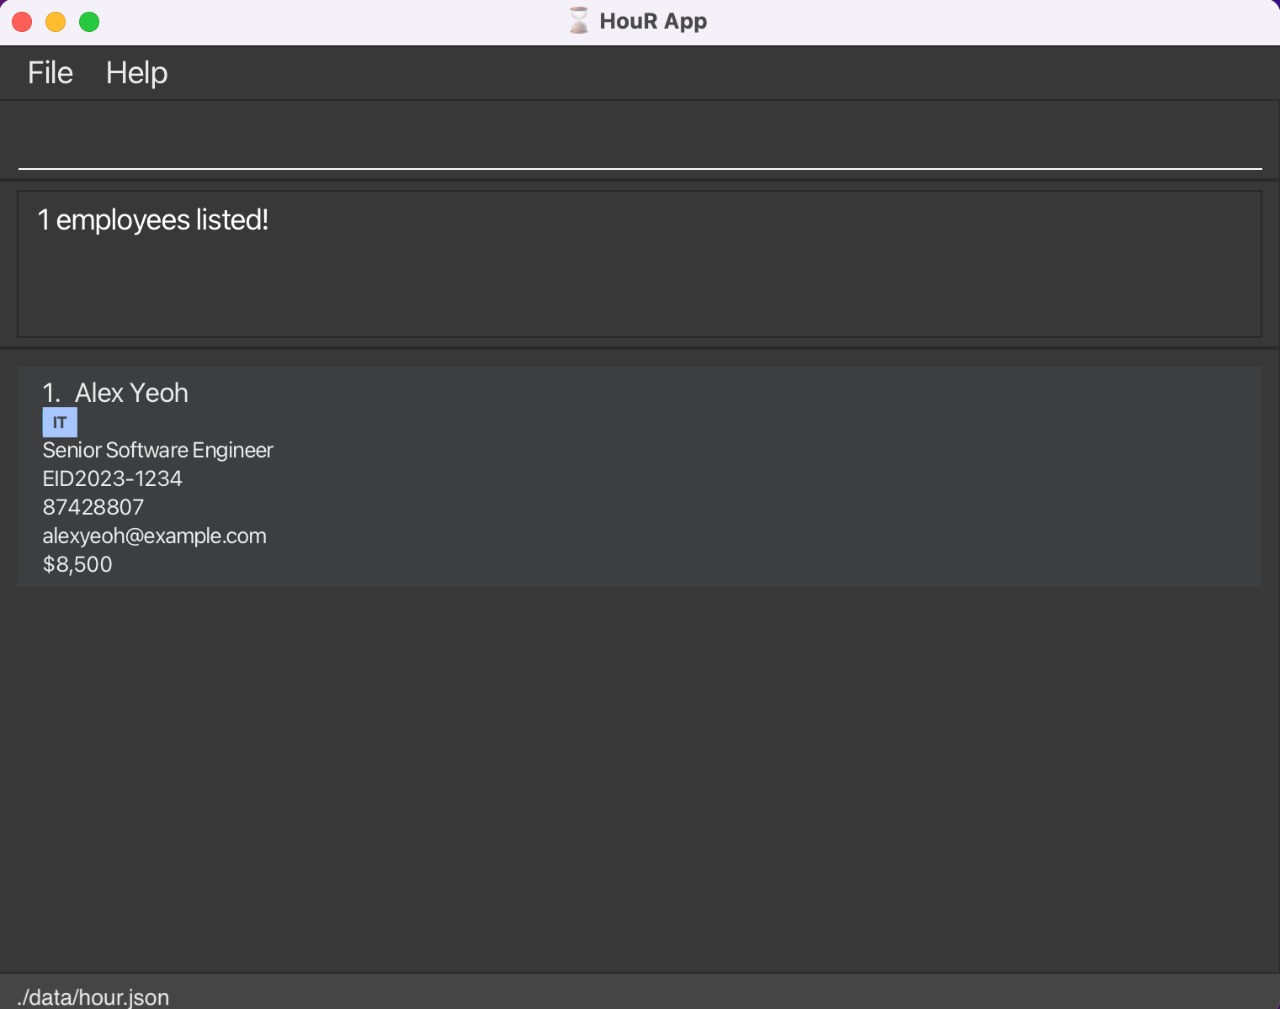 HouR App
File Help
1 employees listed!
1. Alex Yeoh
IT
Senior Software Engineer
EID2023-1234
87428807
alexyeoh@example.com
$8,500
./data/hour.json